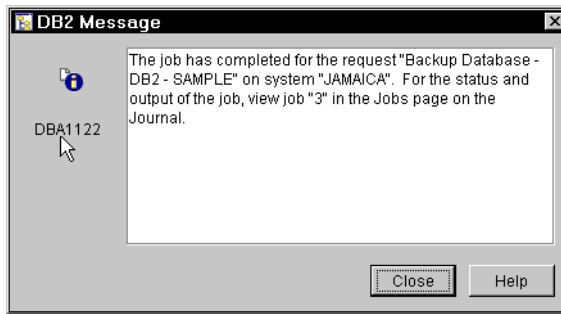 DB2 Message
The job has completed for the request "Backup Database -
DB2 - SAMPLE" on system "JAMAICA".  For the status and
output of the job, view job "3" in the Jobs page on the
Journal.
DBA1122
Close
Help